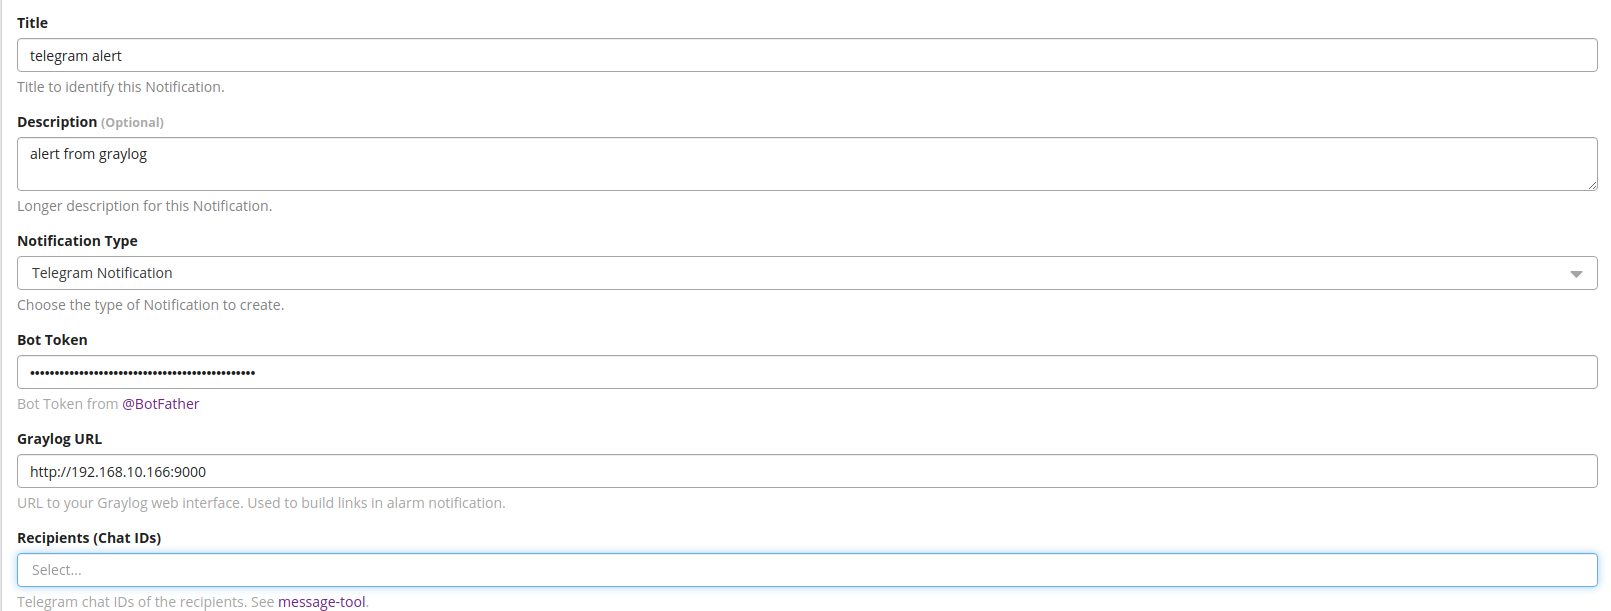 Title
telegram alert
Title to identify this Notification.
Description (Optional)
alert from graylog
Longer description for this Notification.
Notification Type
Telegram Notification
Choose the type of Notification to create.
Bot Token
••••••••••••••••••••••••••••••••••••••••••••••
Bot Token from @BotFather
Graylog URL
http://192.168.10.166:9000
URL to your Graylog web interface. Used to build links in alarm notification.
Recipients (Chat IDs)
Select...
Telegram chat IDs of the recipients. See message-tool.